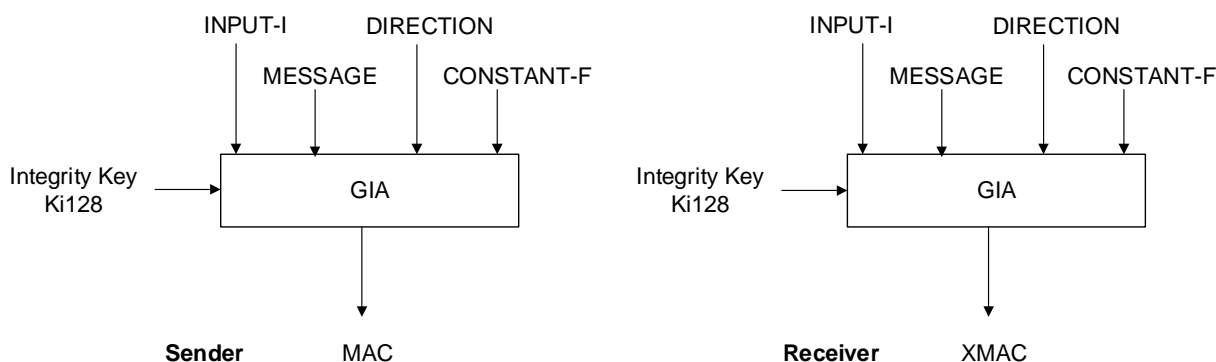 INPUT-I DIRECTION
MESSAGE CONSTANT-F
Integrity Key
Ki128
GIA
Sender MAC
INPUT-I DIRECTION
MESSAGE CONSTANT-F
Integrity Key
Ki128
GIA
Receiver XMAC